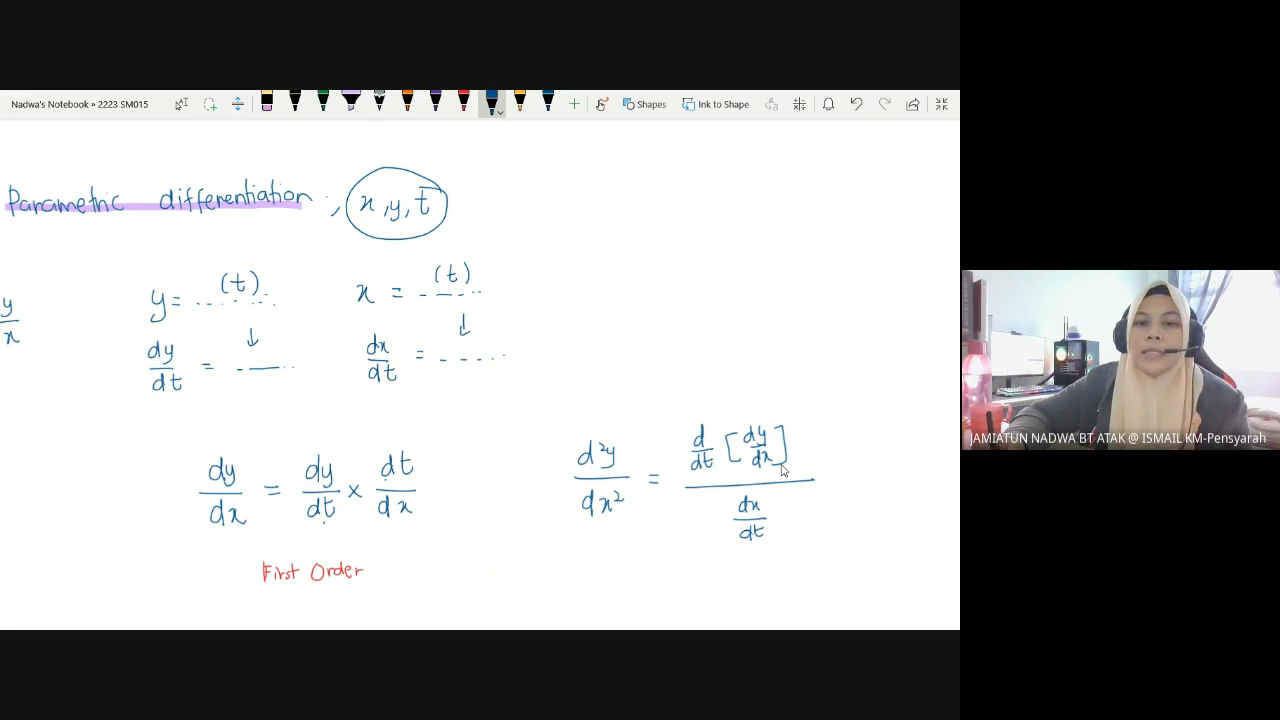 Nadwa's Notebook » 2223 SM015
Shapes
Ink to Shape
Parametric differentiation ; x, y, t
y = ......... (t)
x = ......... (t)
y/x
↓
↓
dy/dt = .........
dx/dt = .........
dy/dx = dy/dt × dt/dx
d²y/dx² = d/dt [dy/dx] / dx/dt
First Order
JAMIATUN NADWA BT ATAK @ ISMAIL KM-Pensyarah